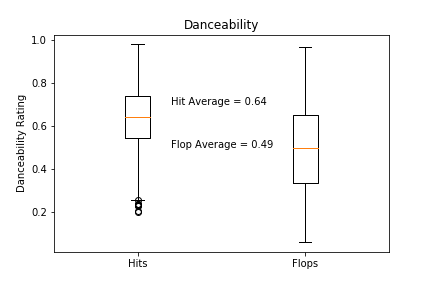 Danceability
1.0
0.8
0.6
0.4
0.2
Danceability Rating
Hit Average = 0.64
Flop Average = 0.49
Hits
Flops